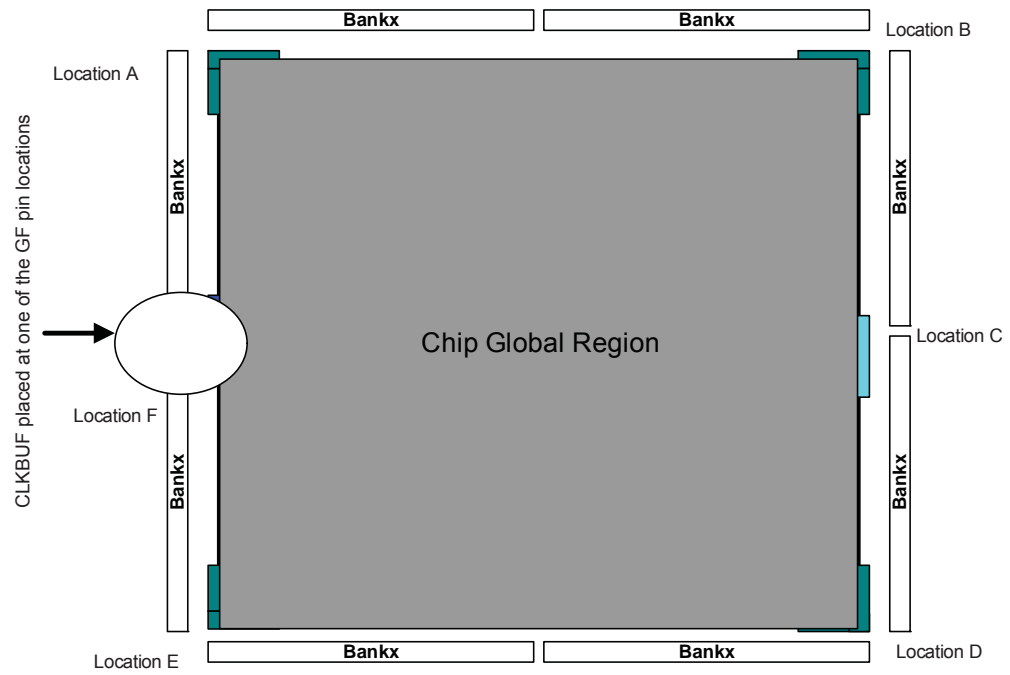 Bankx
Bankx
Location B
Location A
CLKBUF placed at one of the GF pin locations
Bankx
Bankx
Chip Global Region
Location C
Location F
Bankx
Bankx
Bankx
Bankx
Location D
Location E